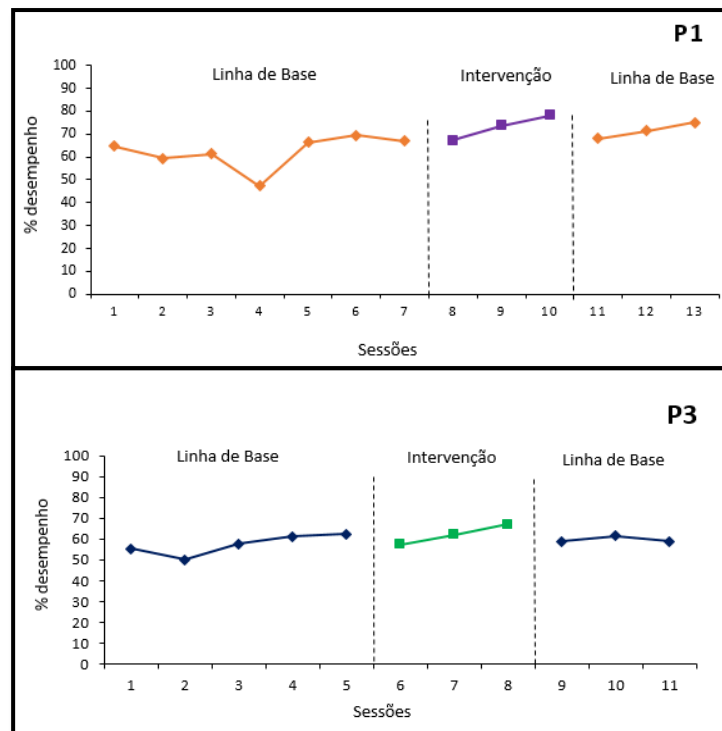 P1
Linha de Base Intervenção Linha de Base
% desempenho
100
90
80
70
60
50
40
30
20
10
0
1 2 3 4 5 6 7 8 9 10 11 12 13
Sessões
P3
Linha de Base Intervenção Linha de Base
% desempenho
100
90
80
70
60
50
40
30
20
10
0
1 2 3 4 5 6 7 8 9 10 11
Sessões